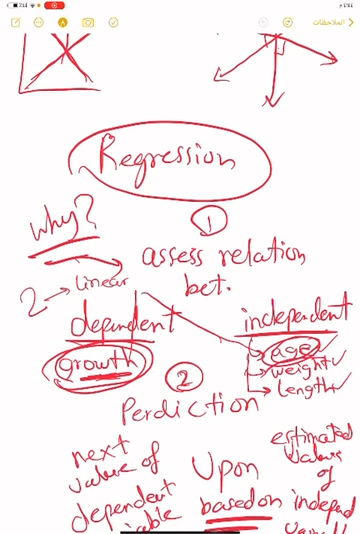 الملاحظات
Regression
why?
1
assess relation
bet.
2 → linear
dependent
independent
growth
age
weight
length
2
Perdiction
next
value of
dependent
Upon
based on
estimated
values
of
independ